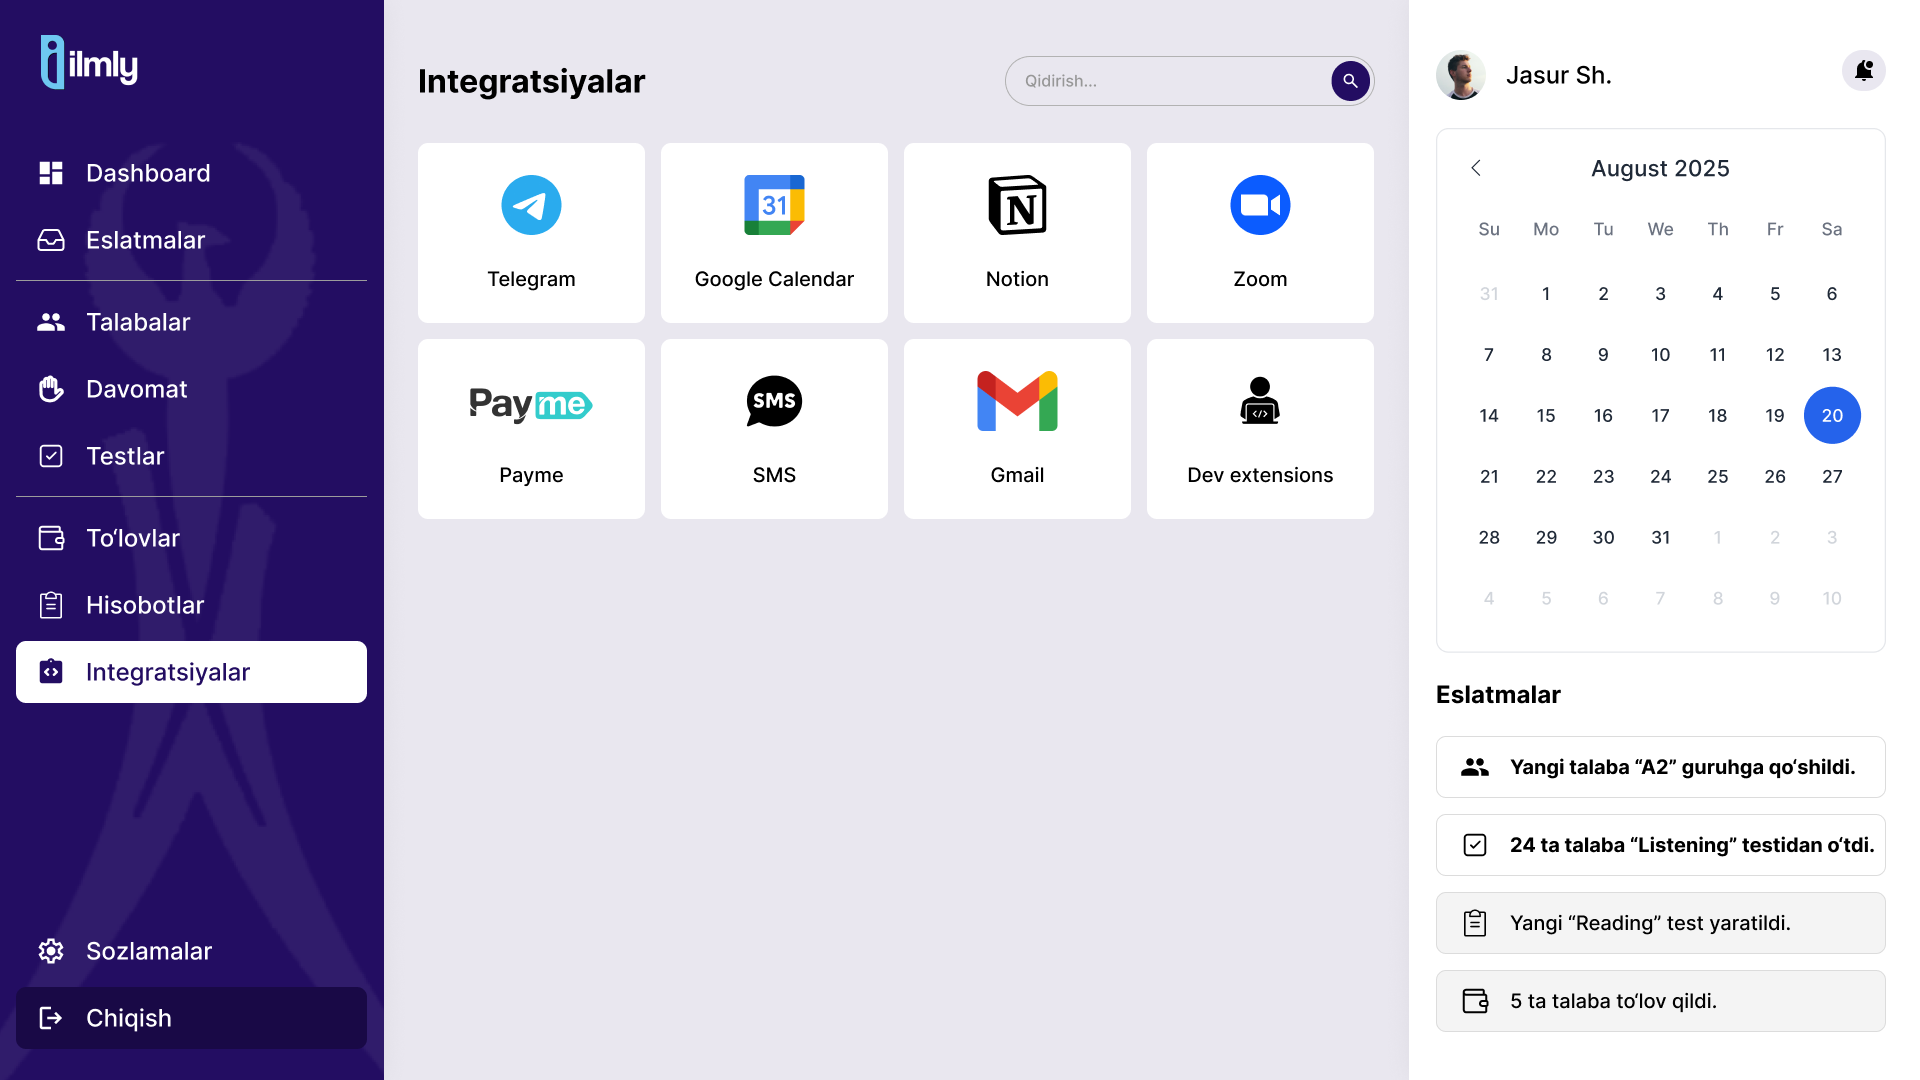 ilmly
Dashboard
Eslatmalar
Talabalar
Davomat
Testlar
To‘lovlar
Hisobotlar
Integratsiyalar
Sozlamalar
Chiqish
Integratsiyalar
Qidirish...
Telegram
31
Google Calendar
N
Notion
Zoom
Payme
Payme
SMS
SMS
Gmail
</>
Dev extensions
Jasur Sh.
August 2025
Su Mo Tu We Th Fr Sa
31 1 2 3 4 5 6
7 8 9 10 11 12 13
14 15 16 17 18 19 20
21 22 23 24 25 26 27
28 29 30 31 1 2 3
4 5 6 7 8 9 10
Eslatmalar
Yangi talaba “A2” guruhga qo‘shildi.
24 ta talaba “Listening” testidan o‘tdi.
Yangi “Reading” test yaratildi.
5 ta talaba to‘lov qildi.